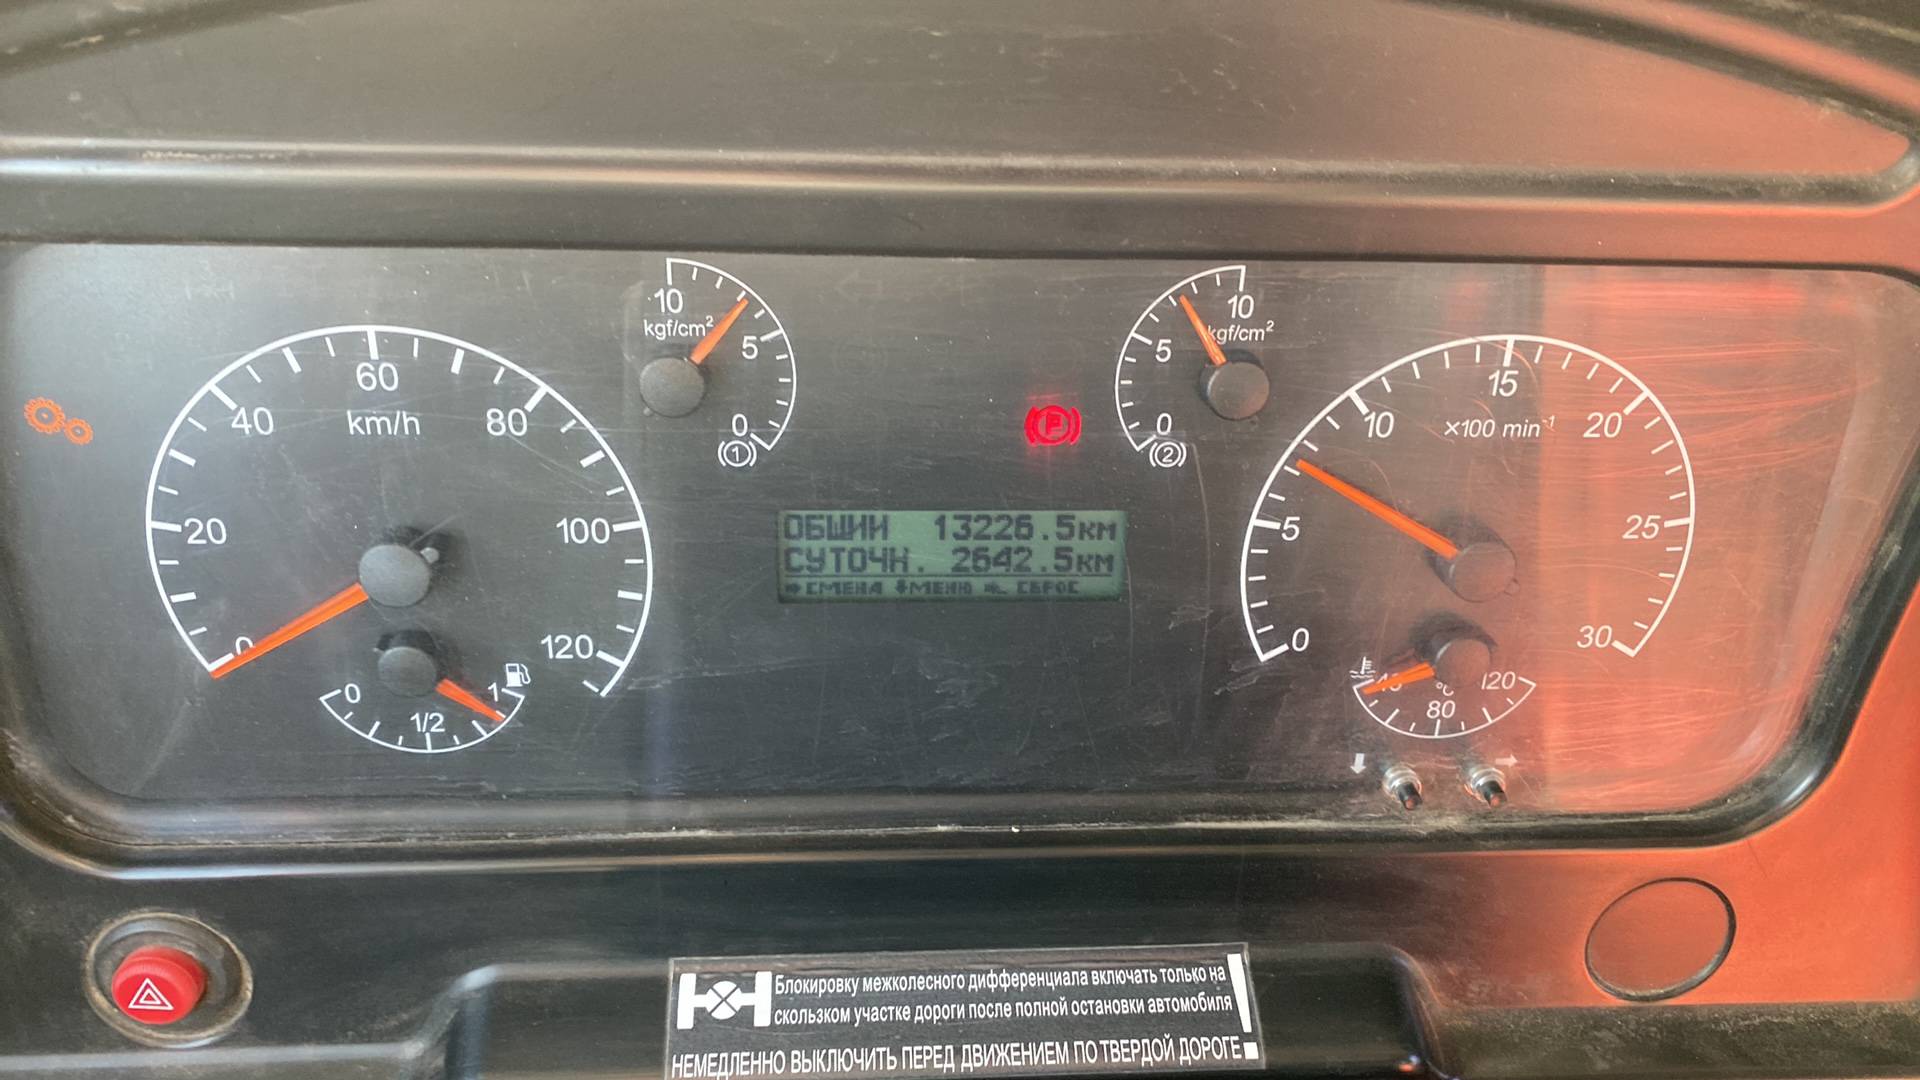 0
20
40
60
80
100
120
km/h
0
1/2
1
10
kgf/cm²
5
0
1
P
10
kgf/cm²
5
0
2
ОБЩИЙ 13226.5км
СУТОЧН. 2642.5км
СМЕНА МЕНЮ СБРОС
0
5
10
15
20
25
30
×100 min⁻¹
40
°C
80
120
Блокировку межколесного дифференциала включать только на
скользком участке дороги после полной остановки автомобиля
НЕМЕДЛЕННО ВЫКЛЮЧИТЬ ПЕРЕД ДВИЖЕНИЕМ ПО ТВЕРДОЙ ДОРОГЕ